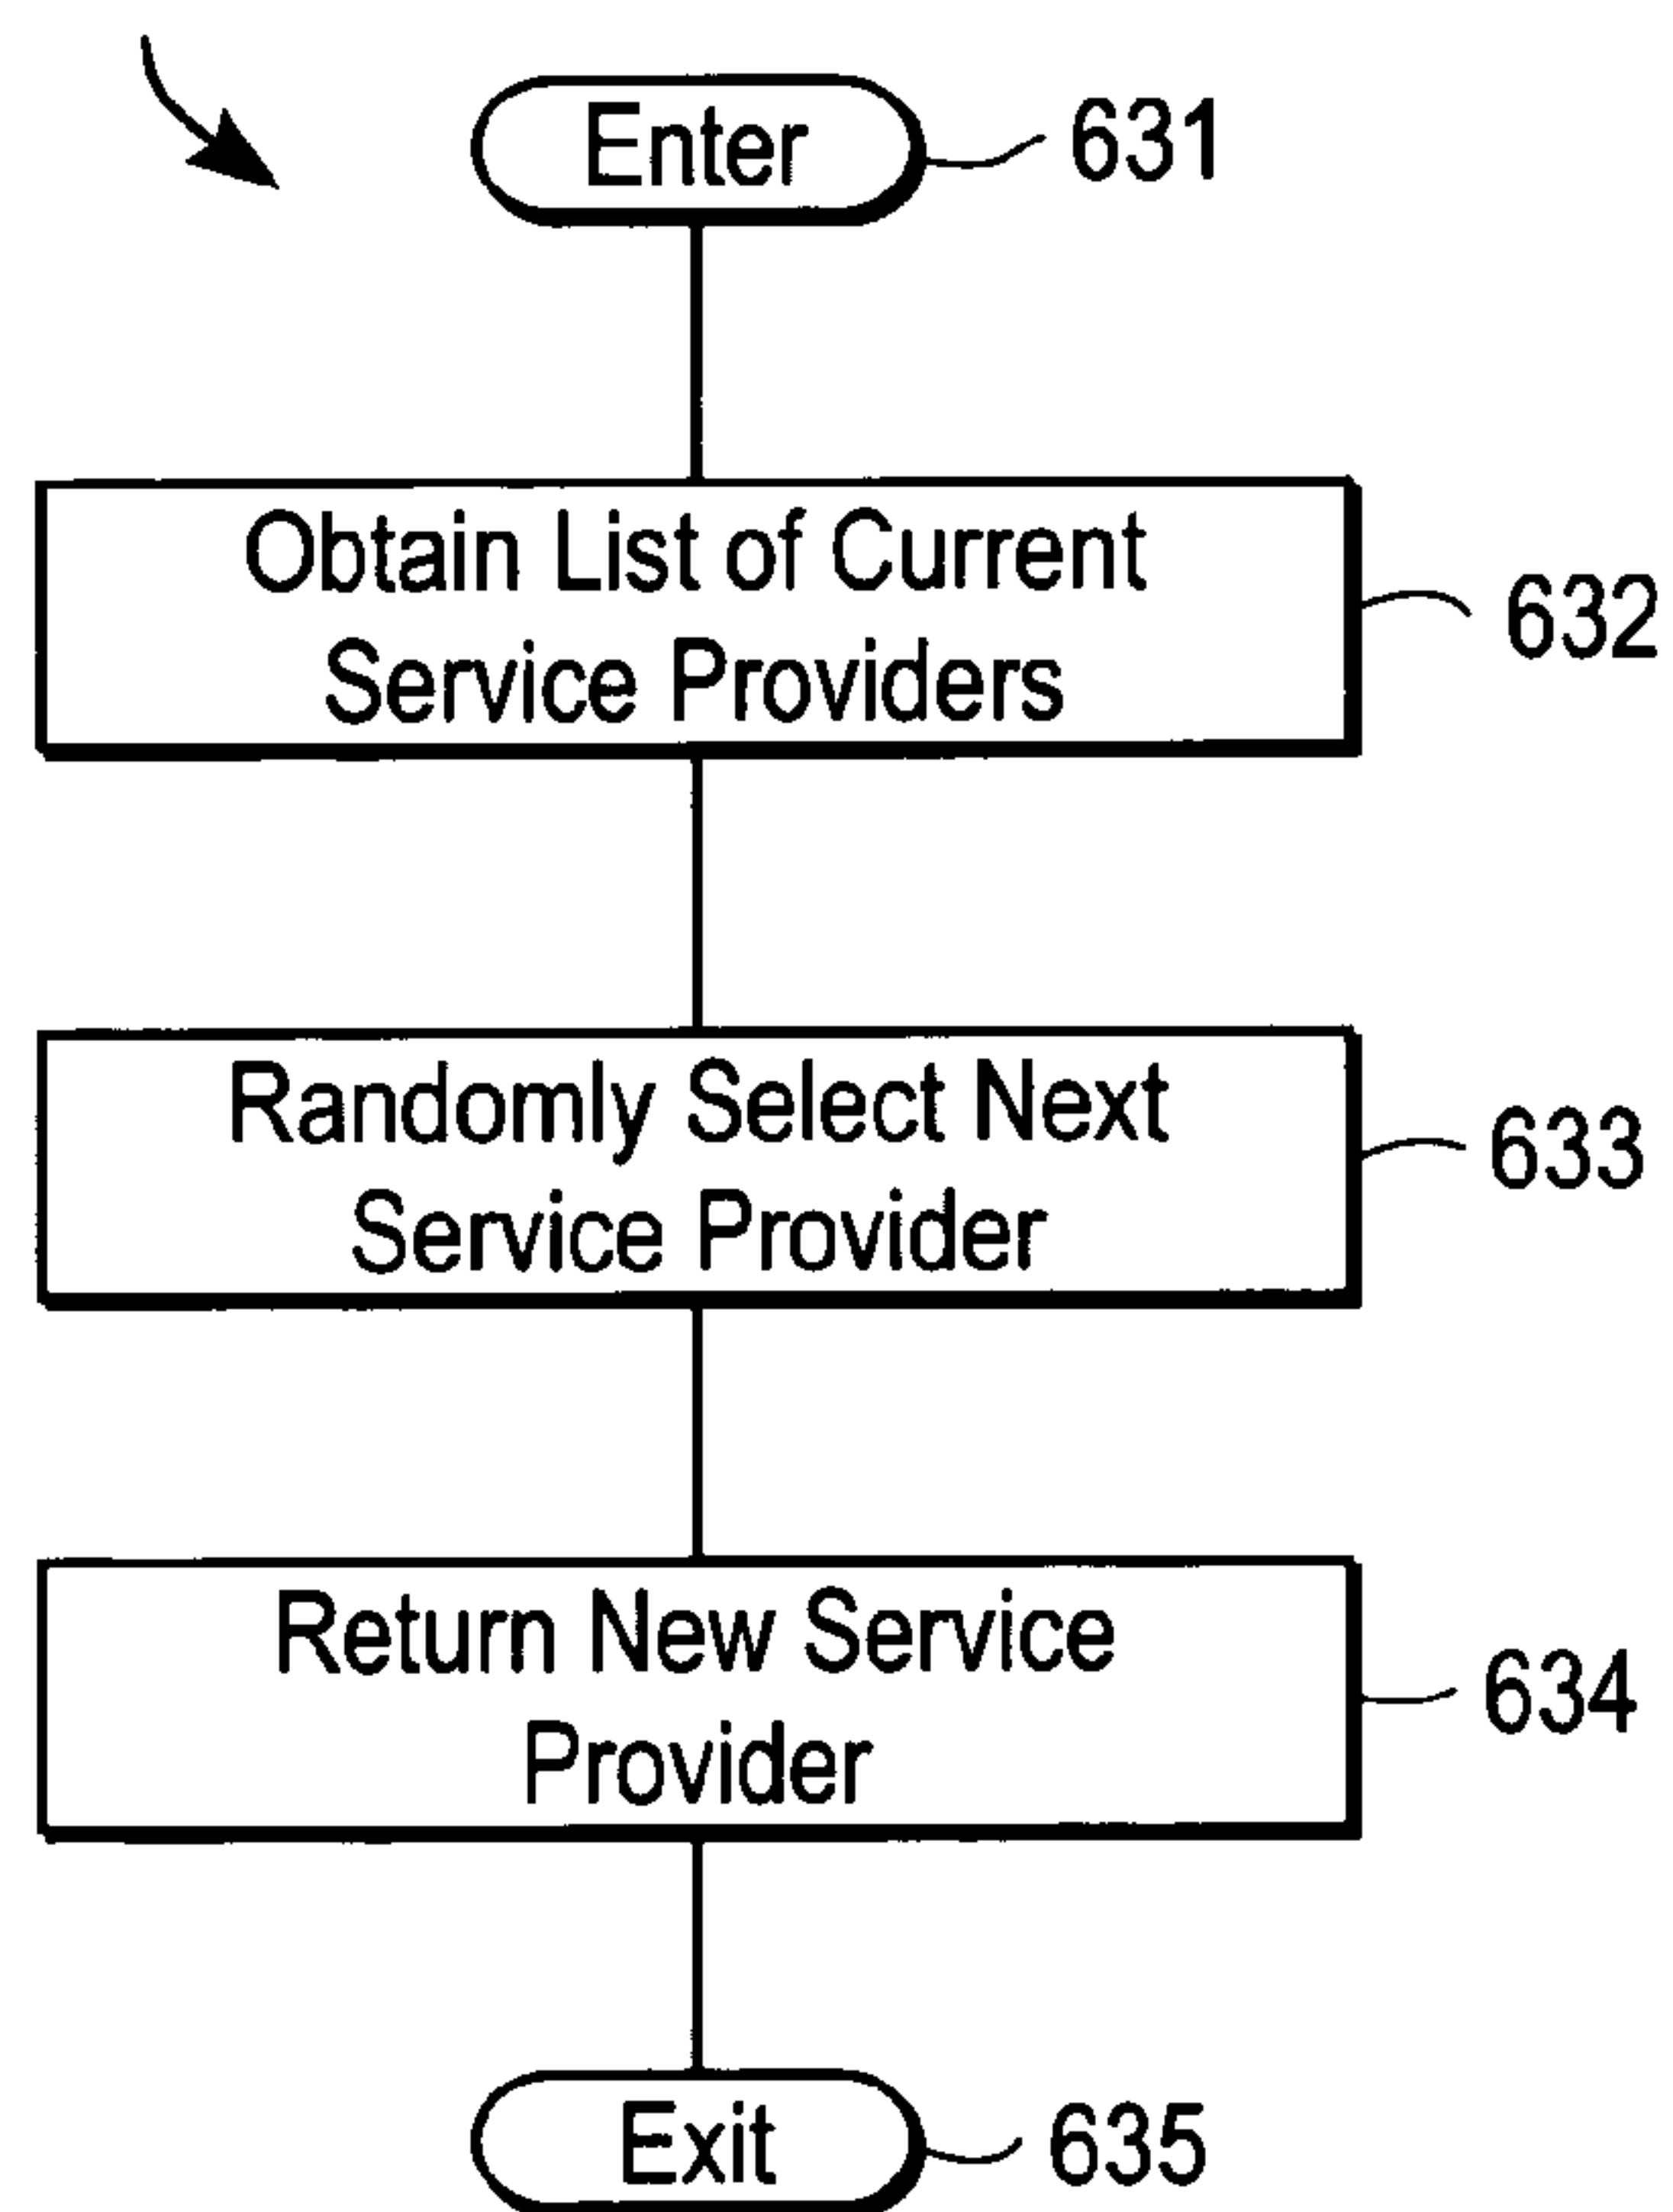 Enter
631
Obtain List of Current
Service Providers
632
Randomly Select Next
Service Provider
633
Return New Service
Provider
634
Exit
635